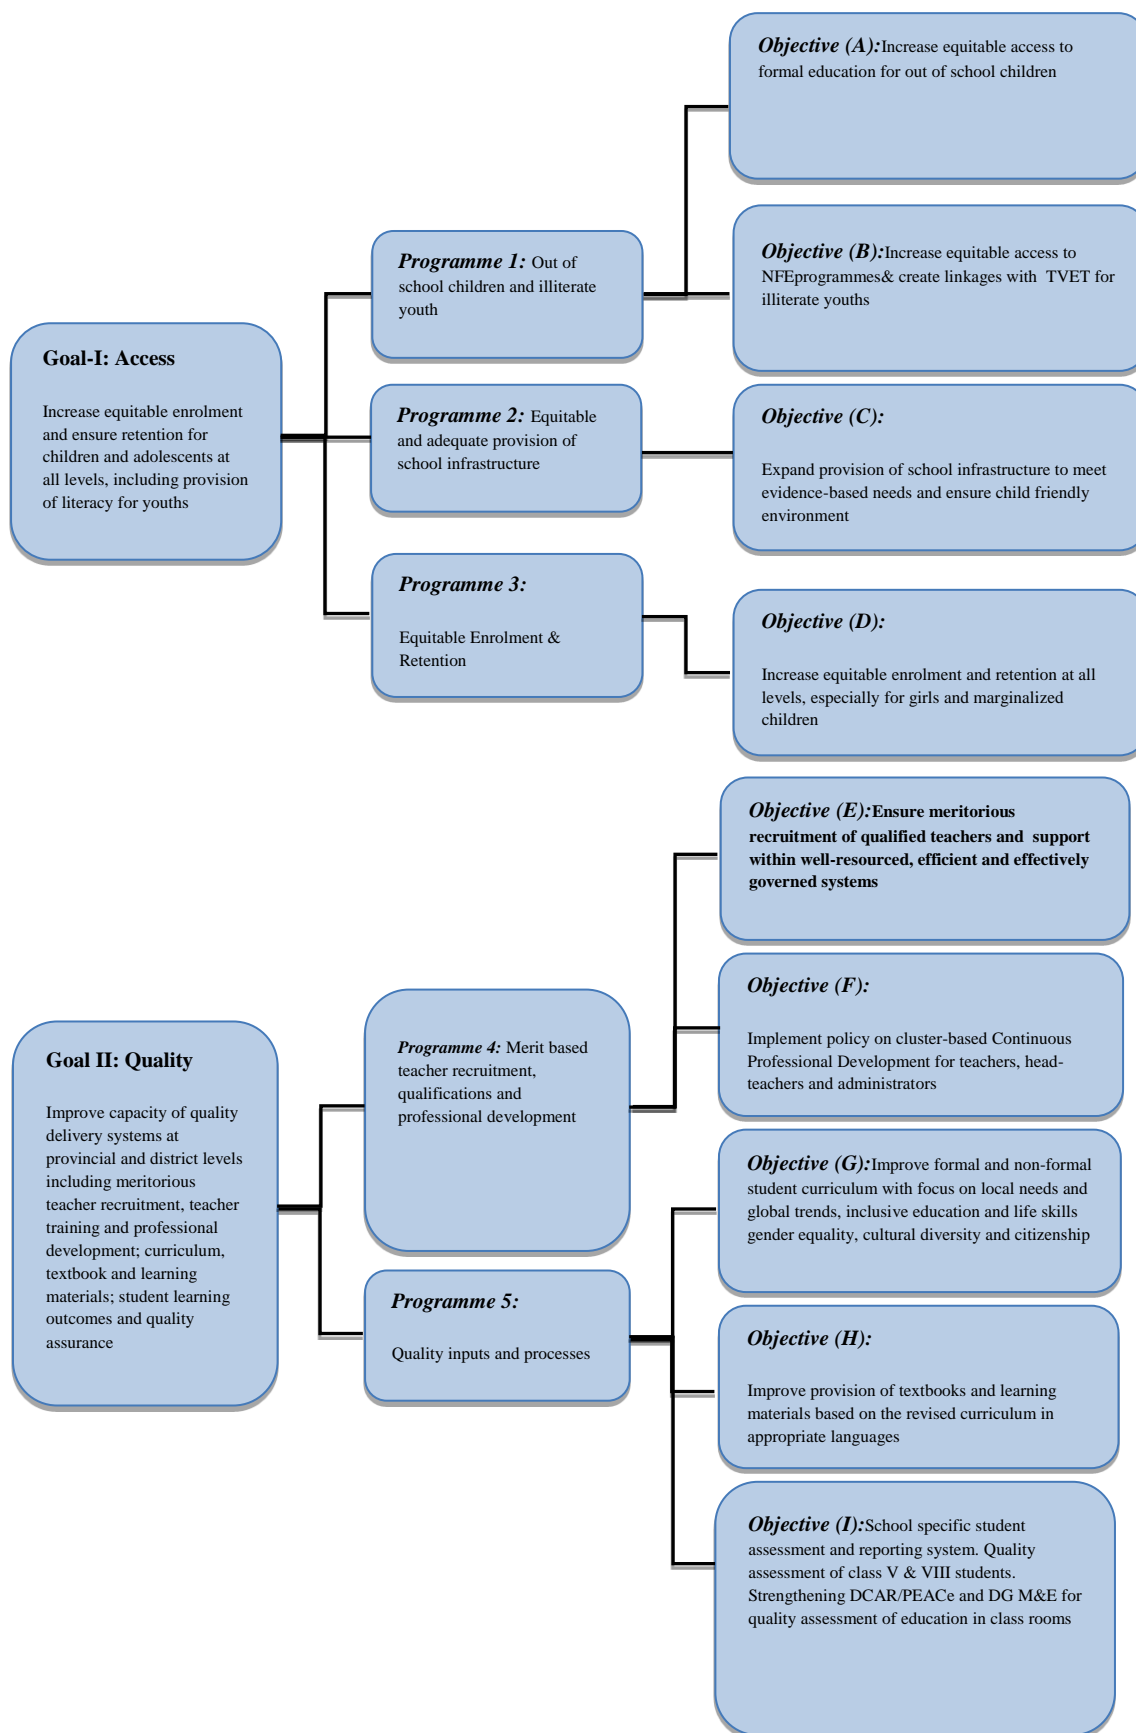 Goal-I: Access
Increase equitable enrolment
and ensure retention for
children and adolescents at
all levels, including provision
of literacy for youths
Programme 1: Out of
school children and illiterate
youth
Programme 2: Equitable
and adequate provision of
school infrastructure
Programme 3:
Equitable Enrolment &
Retention
Objective (A):Increase equitable access to
formal education for out of school children
Objective (B):Increase equitable access to
NFEprogrammes& create linkages with TVET for
illiterate youths
Objective (C):
Expand provision of school infrastructure to meet
evidence-based needs and ensure child friendly
environment
Objective (D):
Increase equitable enrolment and retention at all
levels, especially for girls and marginalized
children
Goal II: Quality
Improve capacity of quality
delivery systems at
provincial and district levels
including meritorious
teacher recruitment, teacher
training and professional
development; curriculum,
textbook and learning
materials; student learning
outcomes and quality
assurance
Programme 4: Merit based
teacher recruitment,
qualifications and
professional development
Programme 5:
Quality inputs and processes
Objective (E):Ensure meritorious
recruitment of qualified teachers and support
within well-resourced, efficient and effectively
governed systems
Objective (F):
Implement policy on cluster-based Continuous
Professional Development for teachers, head-
teachers and administrators
Objective (G):Improve formal and non-formal
student curriculum with focus on local needs and
global trends, inclusive education and life skills
gender equality, cultural diversity and citizenship
Objective (H):
Improve provision of textbooks and learning
materials based on the revised curriculum in
appropriate languages
Objective (I):School specific student
assessment and reporting system. Quality
assessment of class V & VIII students.
Strengthening DCAR/PEACe and DG M&E for
quality assessment of education in class rooms